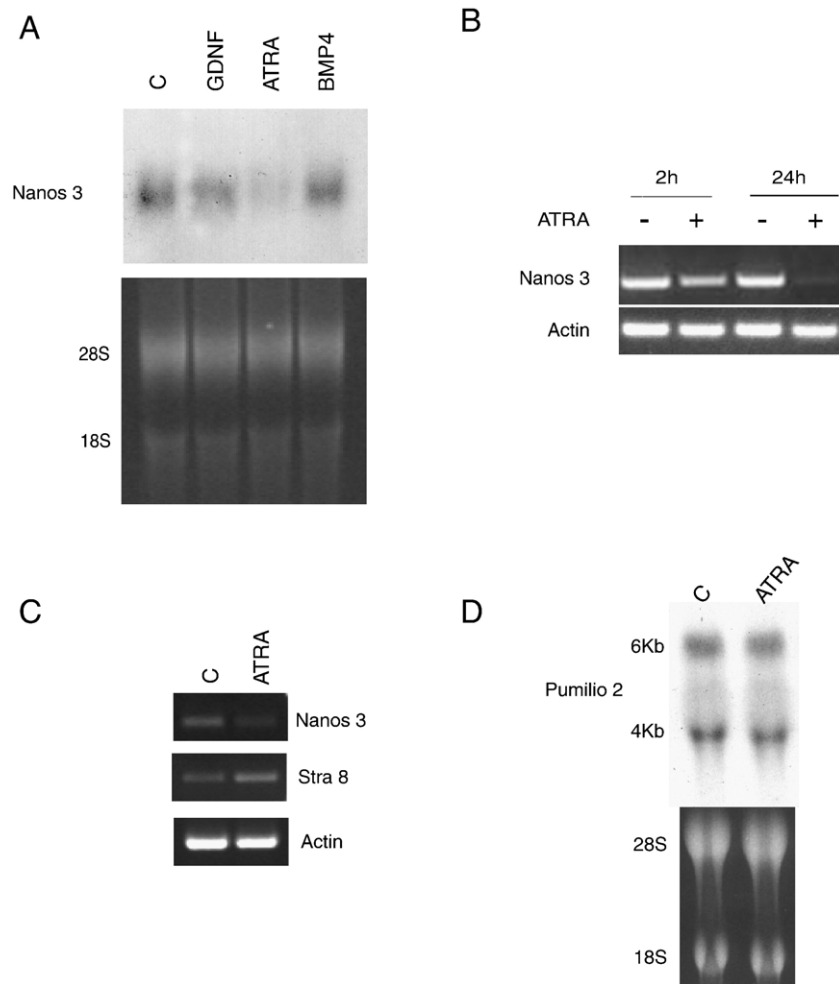 A
C
GDNF
ATRA
BMP4
Nanos 3
28S
18S
B
2h 24h
ATRA - + - +
Nanos 3
Actin
C
C
ATRA
Nanos 3
Stra 8
Actin
D
C
ATRA
6Kb
Pumilio 2
4Kb
28S
18S